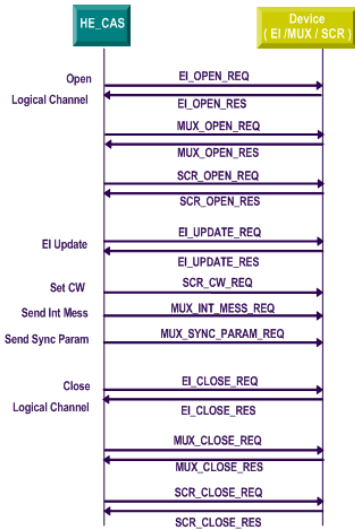 HE_CAS
Device
( EI /MUX / SCR )
Open
EI_OPEN_REQ
Logical Channel
EI_OPEN_RES
MUX_OPEN_REQ
MUX_OPEN_RES
SCR_OPEN_REQ
SCR_OPEN_RES
EI Update
EI_UPDATE_REQ
EI_UPDATE_RES
Set CW
SCR_CW_REQ
Send Int Mess
MUX_INT_MESS_REQ
Send Sync Param
MUX_SYNC_PARAM_REQ
Close
EI_CLOSE_REQ
Logical Channel
EI_CLOSE_RES
MUX_CLOSE_REQ
MUX_CLOSE_RES
SCR_CLOSE_REQ
SCR_CLOSE_RES